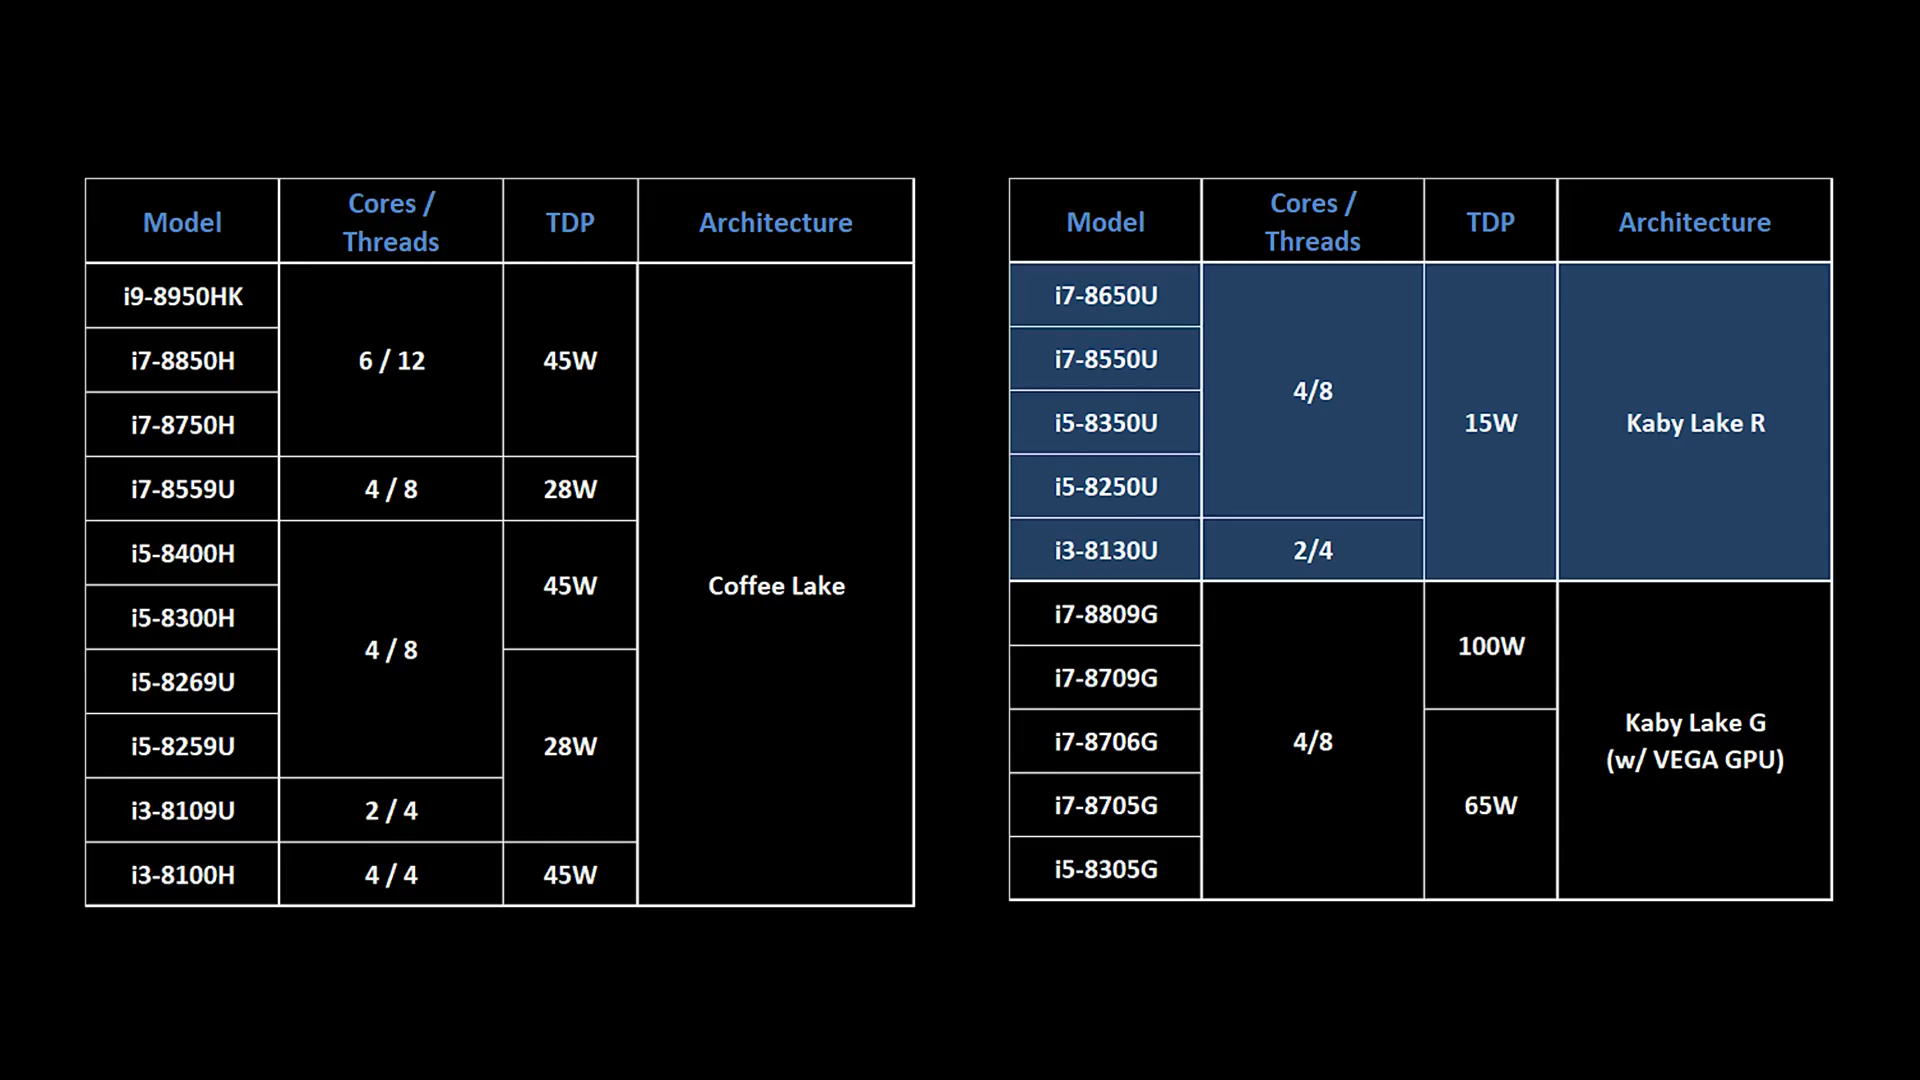 Model
Cores /
Threads
TDP
Architecture
i9-8950HK
6 / 12
45W
Coffee Lake
i7-8850H
i7-8750H
i7-8559U
4 / 8
28W
i5-8400H
4 / 8
45W
i5-8300H
i5-8269U
28W
i5-8259U
i3-8109U
2 / 4
i3-8100H
4 / 4
45W
Model
Cores /
Threads
TDP
Architecture
i7-8650U
4/8
15W
Kaby Lake R
i7-8550U
i5-8350U
i5-8250U
i3-8130U
2/4
i7-8809G
4/8
100W
Kaby Lake G
(w/ VEGA GPU)
i7-8709G
i7-8706G
65W
i7-8705G
i5-8305G